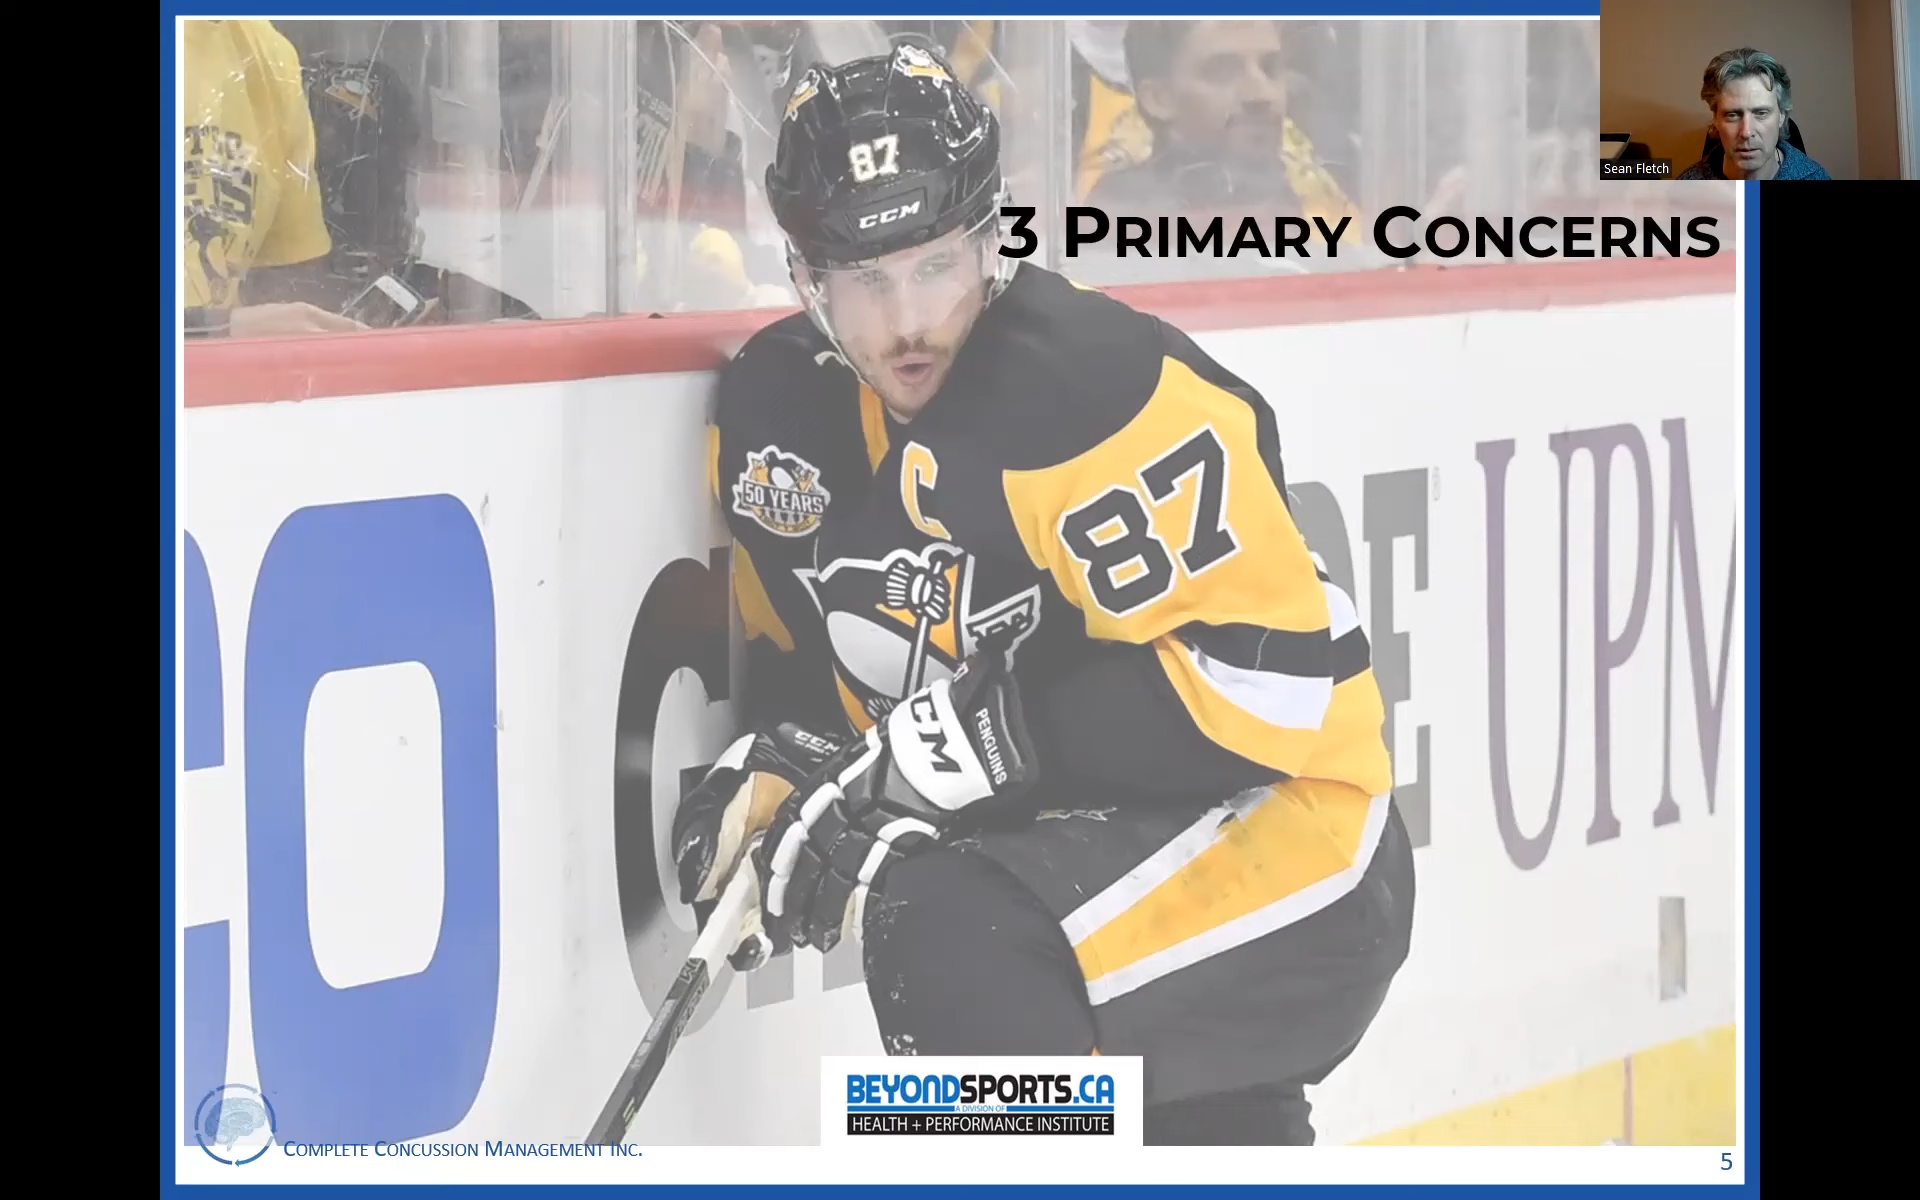 Sean Fletch
3 PRIMARY CONCERNS
87
CCM
C
87
50 YEARS
CCM
PENGUINS
CCM
UPM
BEYONDSPORTS.CA
A DIVISION OF
HEALTH + PERFORMANCE INSTITUTE
COMPLETE CONCUSSION MANAGEMENT INC.
5